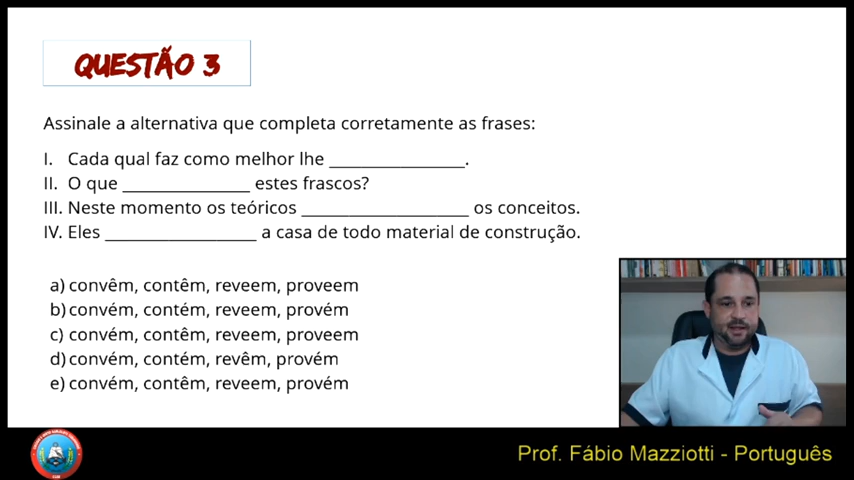 QUESTÃO 3
Assinale a alternativa que completa corretamente as frases:
I. Cada qual faz como melhor lhe ________________.
II. O que _______________ estes frascos?
III. Neste momento os teóricos ____________________ os conceitos.
IV. Eles __________________ a casa de todo material de construção.
a) convêm, contêm, reveem, proveem
b) convém, contém, reveem, provém
c) convém, contêm, reveem, proveem
d) convém, contém, revêm, provém
e) convém, contêm, reveem, provém
Prof. Fábio Mazziotti - Português